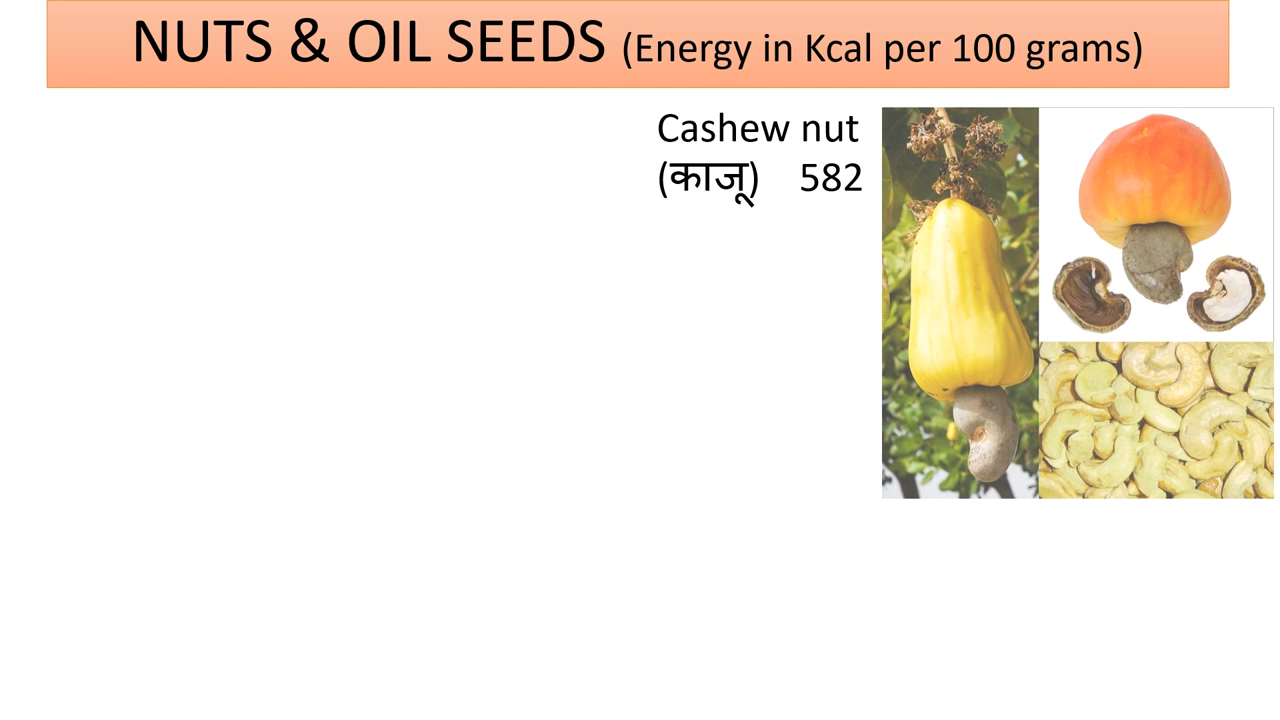 NUTS & OIL SEEDS (Energy in Kcal per 100 grams)
Cashew nut
(काजू) 582